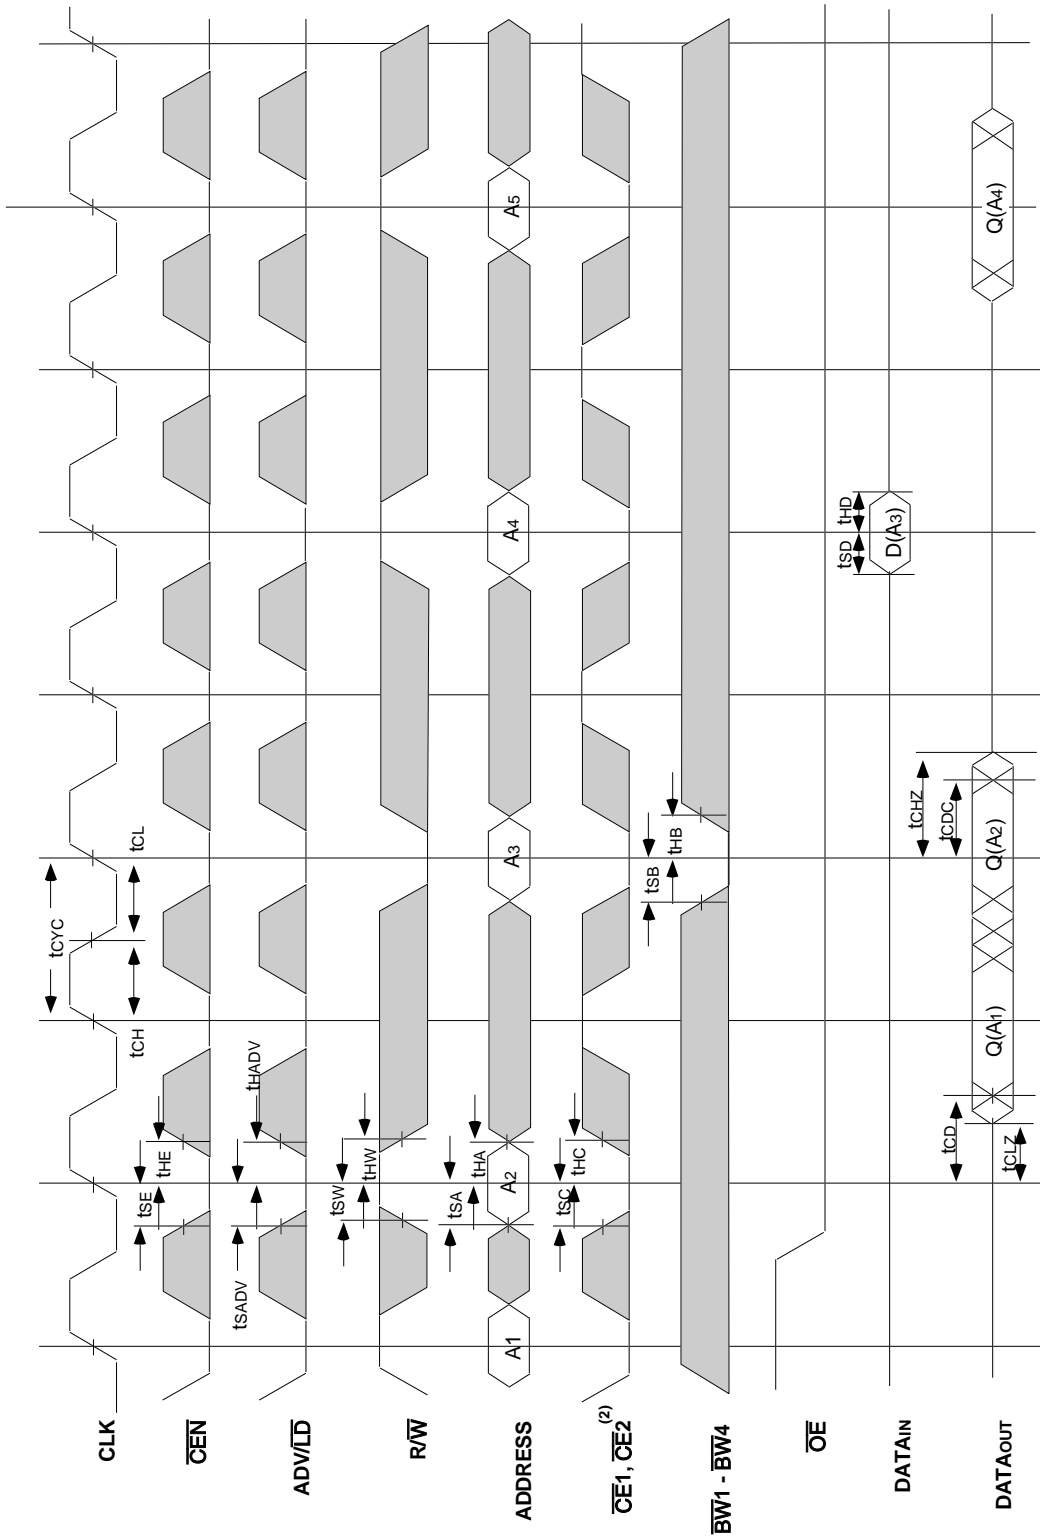 CLK
tCYC
tCH
tCL
CEN
tSE
tHE
ADV/LD
tSADV
tHADV
R/W
tSW
tHW
ADDRESS
tSA
tHA
A1
A2
A3
A4
A5
CE1, CE2 (2)
tSC
tHC
BW1 - BW4
tSB
tHB
OE
DATAIN
tSD
tHD
D(A3)
DATAOUT
tCD
tCLZ
tCHZ
tCDC
Q(A1)
Q(A2)
Q(A4)